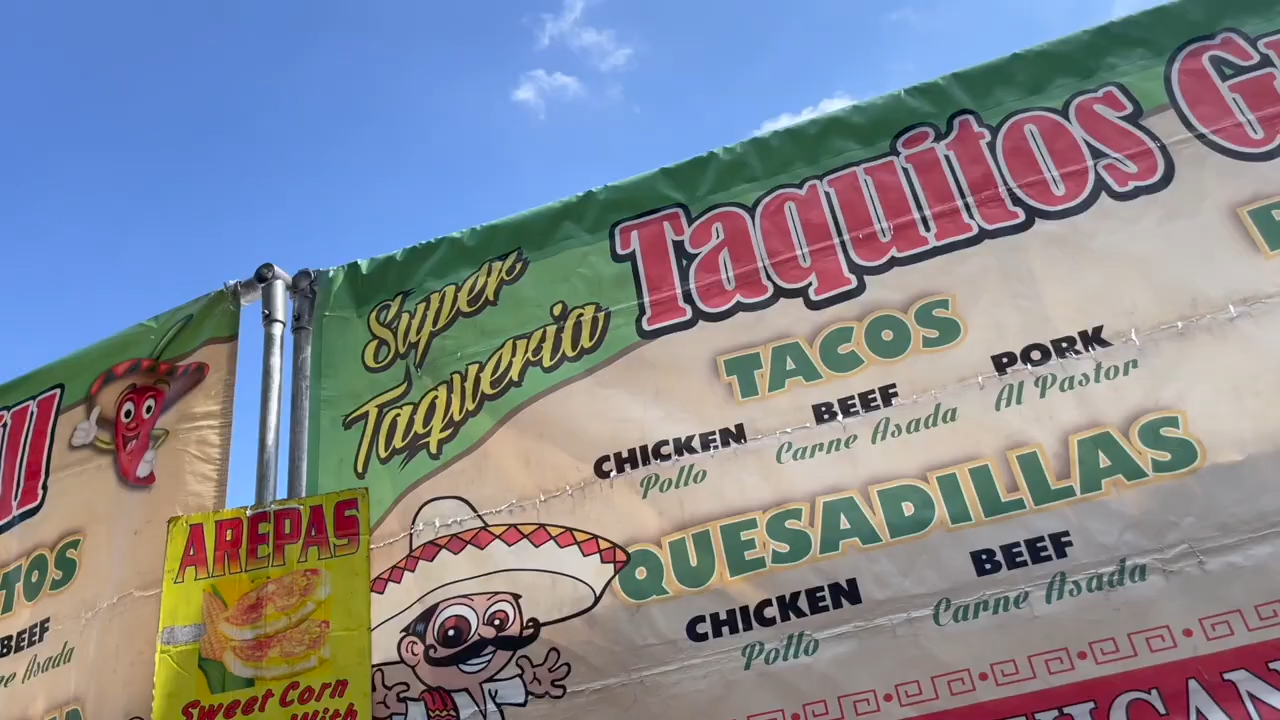 Super
Taqueria
Taquitos
TACOS
CHICKEN BEEF PORK
Pollo Carne Asada Al Pastor
QUESADILLAS
CHICKEN BEEF
Pollo Carne Asada
AREPAS
Sweet Corn
With
BEEF
Asada